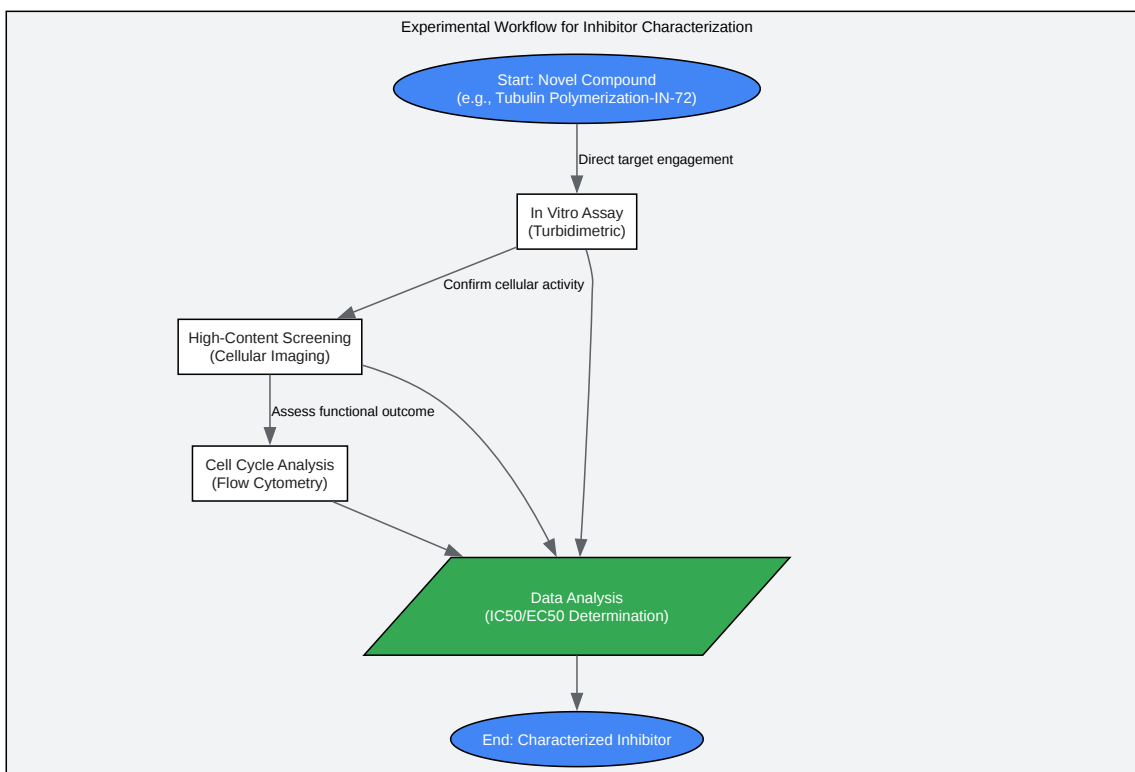 Experimental Workflow for Inhibitor Characterization
Start: Novel Compound
(e.g., Tubulin Polymerization-IN-72)
Direct target engagement
In Vitro Assay
(Turbidimetric)
Confirm cellular activity
High-Content Screening
(Cellular Imaging)
Assess functional outcome
Cell Cycle Analysis
(Flow Cytometry)
Data Analysis
(IC50/EC50 Determination)
End: Characterized Inhibitor